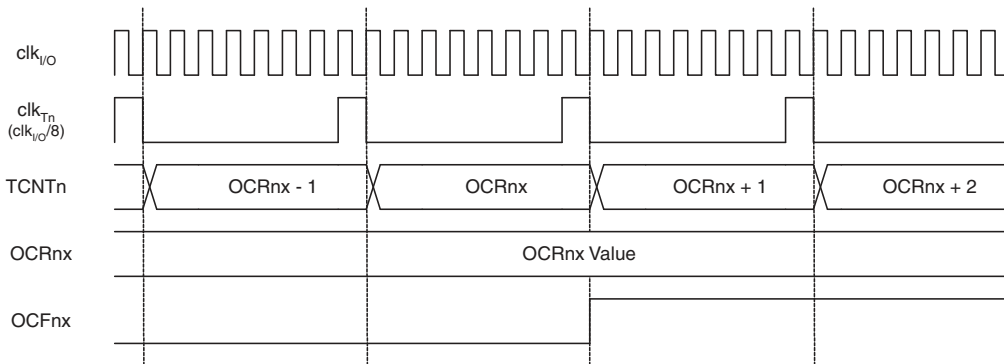 clkI/O
clkTn
(clkI/O/8)
TCNTn
OCRnx - 1
OCRnx
OCRnx + 1
OCRnx + 2
OCRnx
OCRnx Value
OCFnx